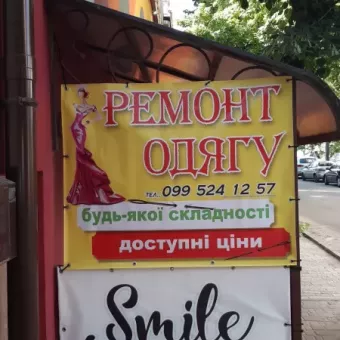 РЕМОНТ
ОДЯГУ
ТЕЛ. 099 524 12 57
будь-якої складності
доступні ціни
Smile